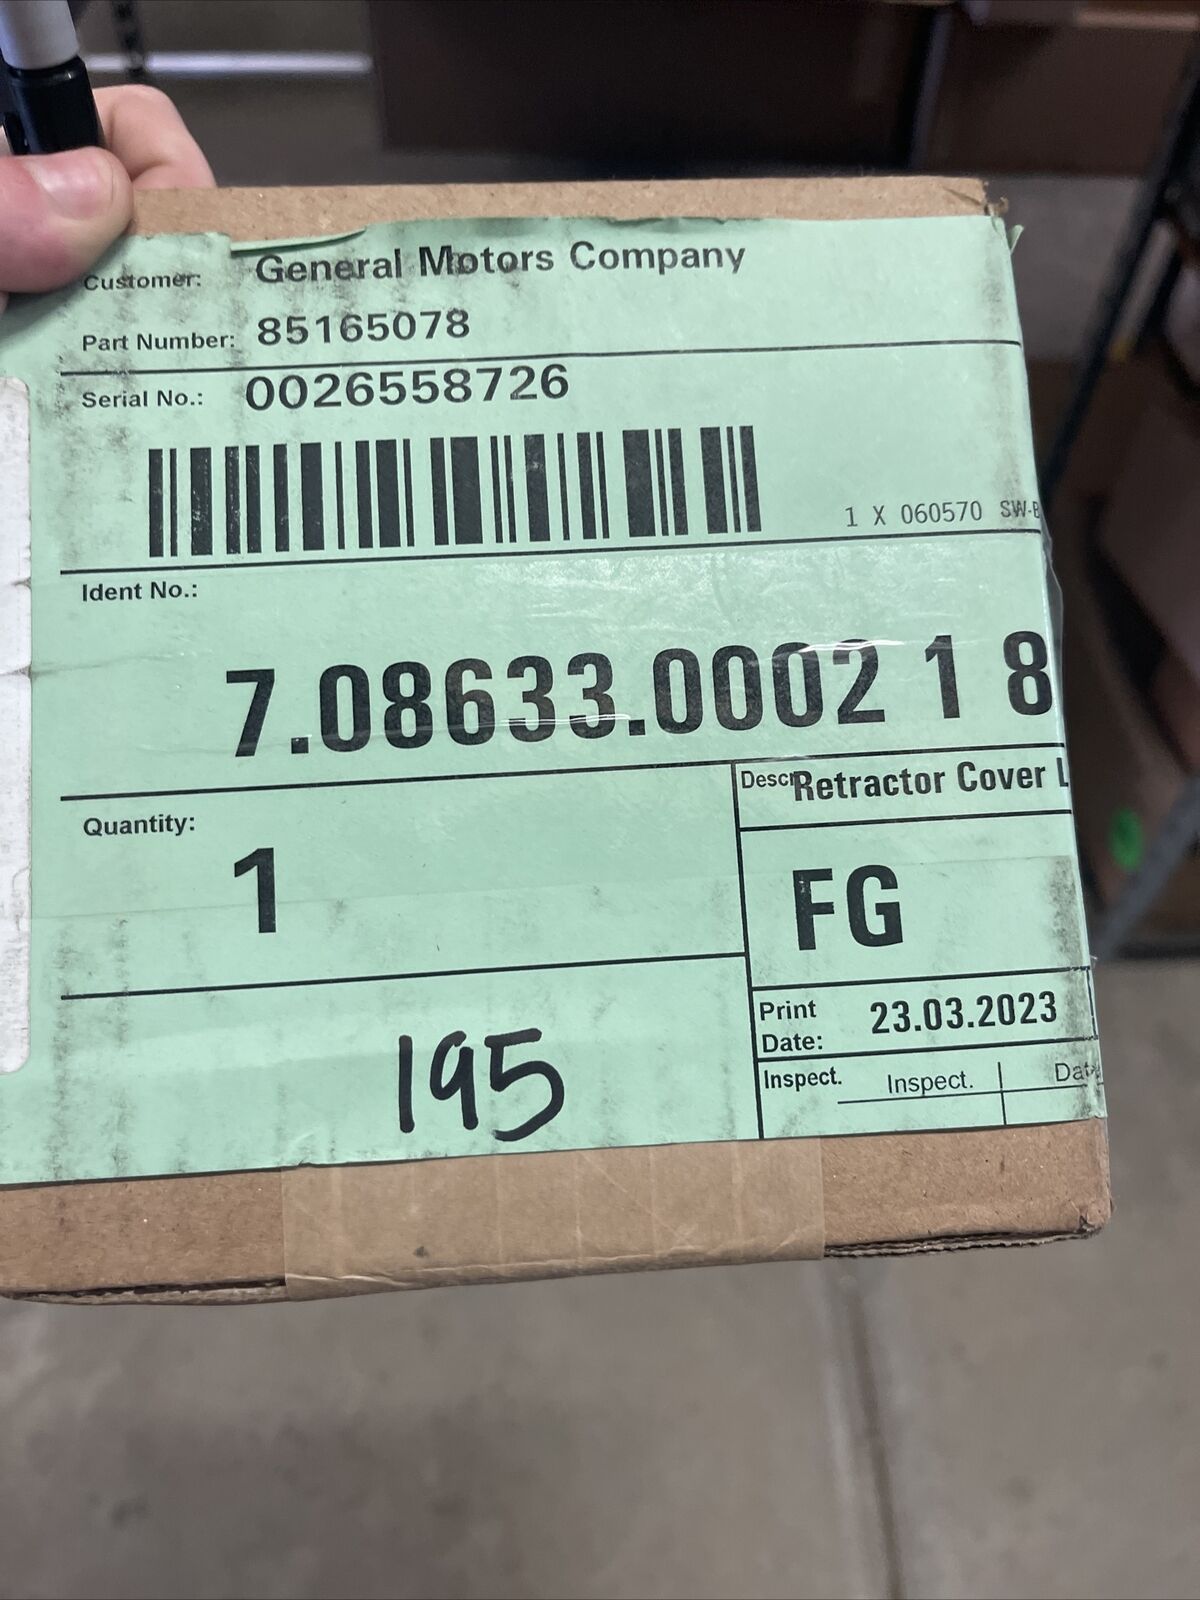 Customer: General Motors Company
Part Number: 85165078
Serial No.: 0026558726
1 X 060570 SW-
Ident No.:
7.08633.0002 1 8
Quantity:
1
Retractor Cover L
FG
Print Date: 23.03.2023
Inspect. Inspect.
195